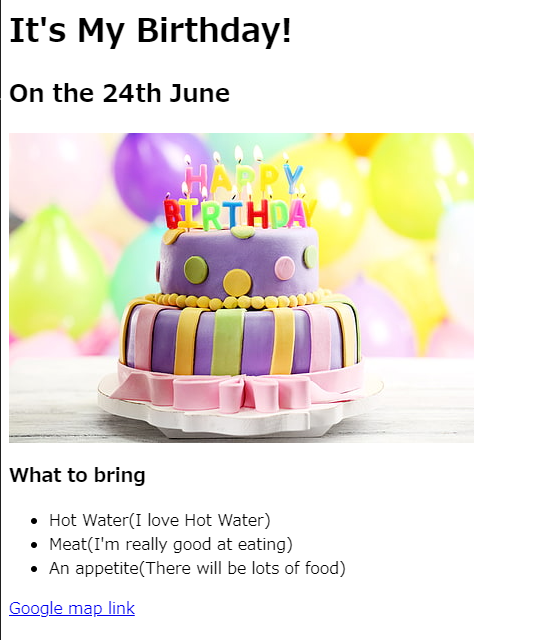 It's My Birthday!
On the 24th June
HAPPY
BIRTHDAY
What to bring
Hot Water(I love Hot Water)
Meat(I'm really good at eating)
An appetite(There will be lots of food)
Google map link